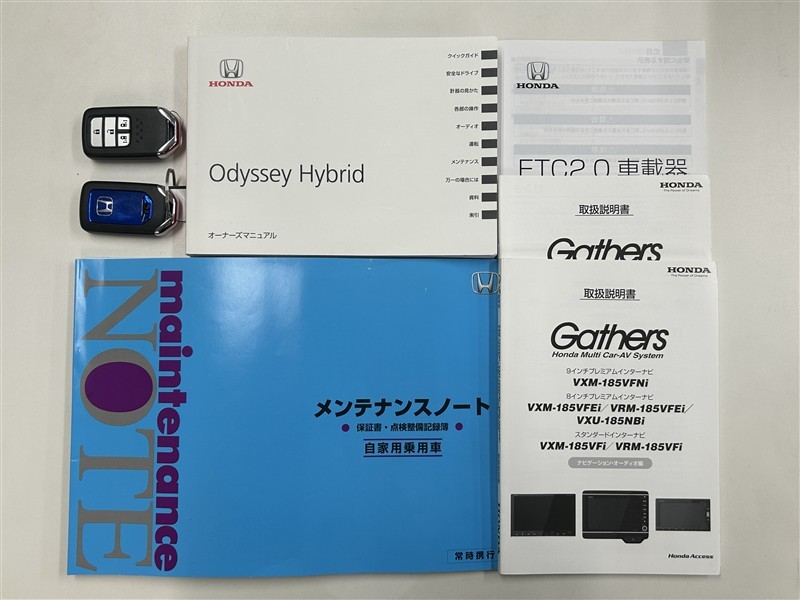 HONDA
Odyssey Hybrid
オーナーズマニュアル
クイックガイド
安全なドライブ
計器の見かた
各部の操作
オーディオ
運転
メンテナンス
万一の場合には
資料
索引
HONDA
ETC2.0 車載器
HONDA
The Power of Dreams
取扱説明書
Gathers
HONDA
The Power of Dreams
取扱説明書
Gathers
Honda Multi Car-AV System
9インチプレミアムインターナビ
VXM-185VFNi
8インチプレミアムインターナビ
VXM-185VFEi/VRM-185VFEi/
VXU-185NBi
スタンダードインターナビ
VXM-185VFi/VRM-185VFi
ナビゲーション・オーディオ編
Honda Access
maintenance
NOTE
メンテナンスノート
● 保証書・点検整備記録簿 ●
自家用乗用車
常時携行